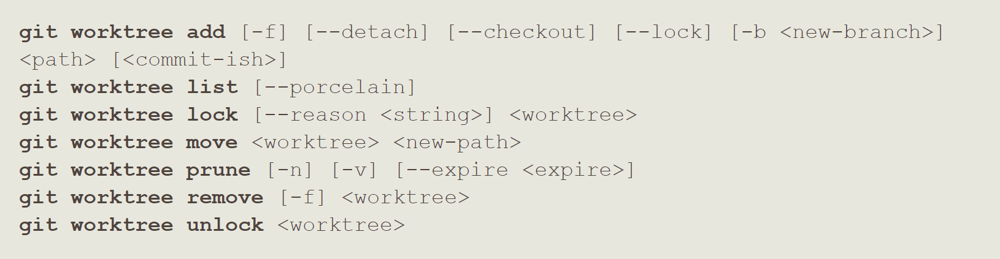 git worktree add [-f] [--detach] [--checkout] [--lock] [-b <new-branch>]
<path> [<commit-ish>]
git worktree list [--porcelain]
git worktree lock [--reason <string>] <worktree>
git worktree move <worktree> <new-path>
git worktree prune [-n] [-v] [--expire <expire>]
git worktree remove [-f] <worktree>
git worktree unlock <worktree>